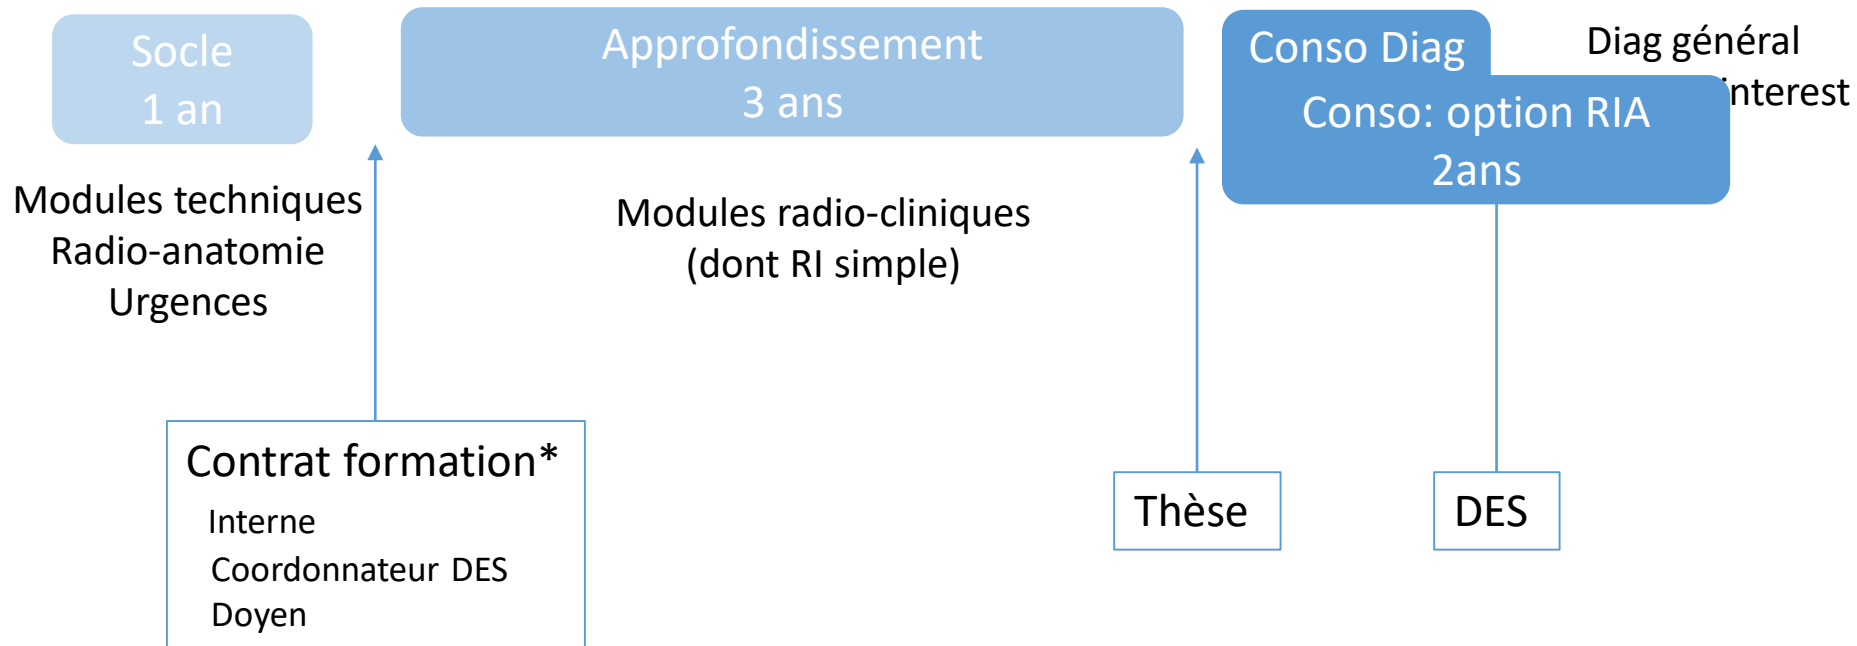 Socle
1 an
Approfondissement
3 ans
Conso Diag
Diag général
interest
Conso: option RIA
2ans
Modules techniques
Radio-anatomie
Urgences
Modules radio-cliniques
(dont RI simple)
Contrat formation*
Interne
Coordonnateur DES
Doyen
Thèse
DES